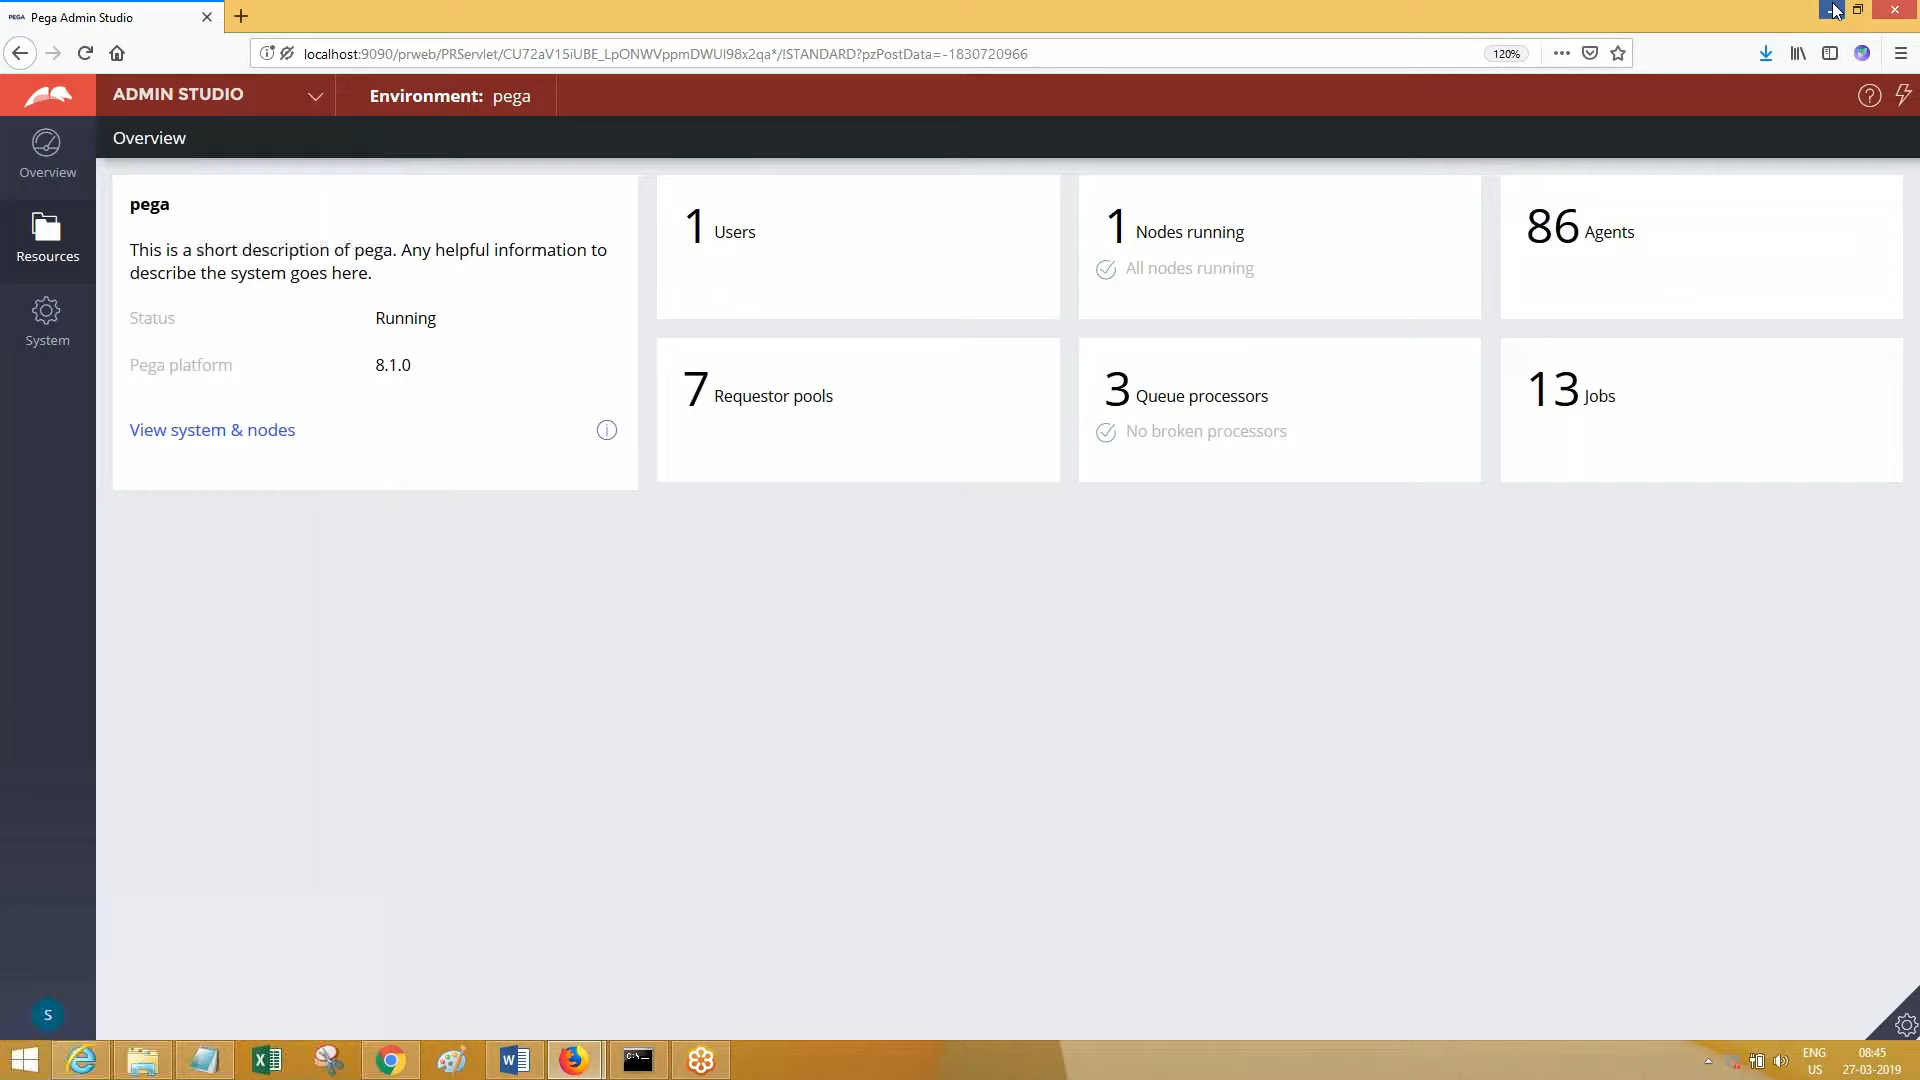 PEGA Pega Admin Studio
localhost:9090/prweb/PRServlet/CU72aV15iUBE_LpONWVppmDWUl98x2qa*/!STANDARD?pzPostData=-1830720966
120%
ADMIN STUDIO
Environment: pega
Overview
Overview
Resources
System
S
pega
This is a short description of pega. Any helpful information to
describe the system goes here.
Status Running
Pega platform 8.1.0
View system & nodes
1 Users
1 Nodes running
All nodes running
86 Agents
7 Requestor pools
3 Queue processors
No broken processors
13 Jobs
C:\_
ENG
US
08:45
27-03-2019